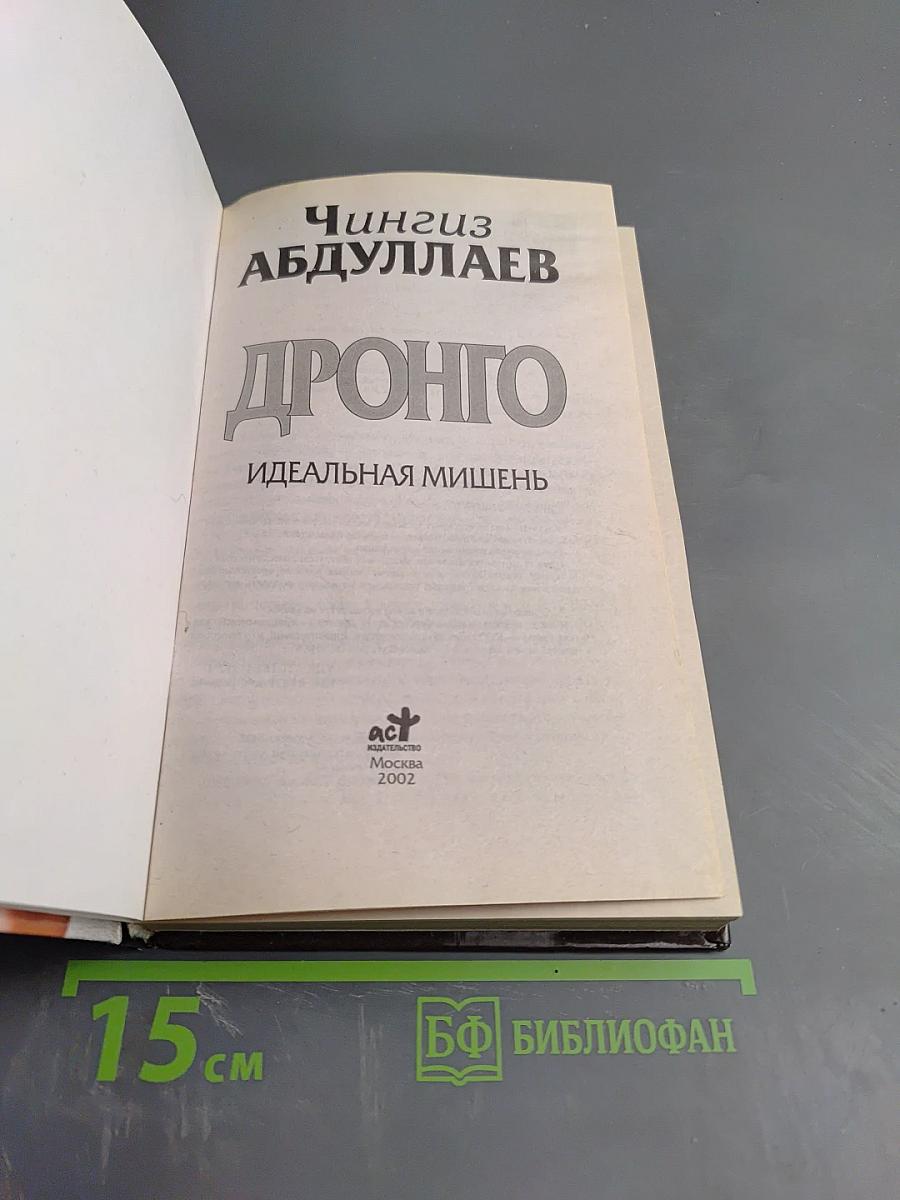 Чингиз
АБДУЛЛАЕВ
ДРОНГО
ИДЕАЛЬНАЯ МИШЕНЬ
аст
ИЗДАТЕЛЬСТВО
Москва
2002
15 см
БФ БИБЛИОФАН